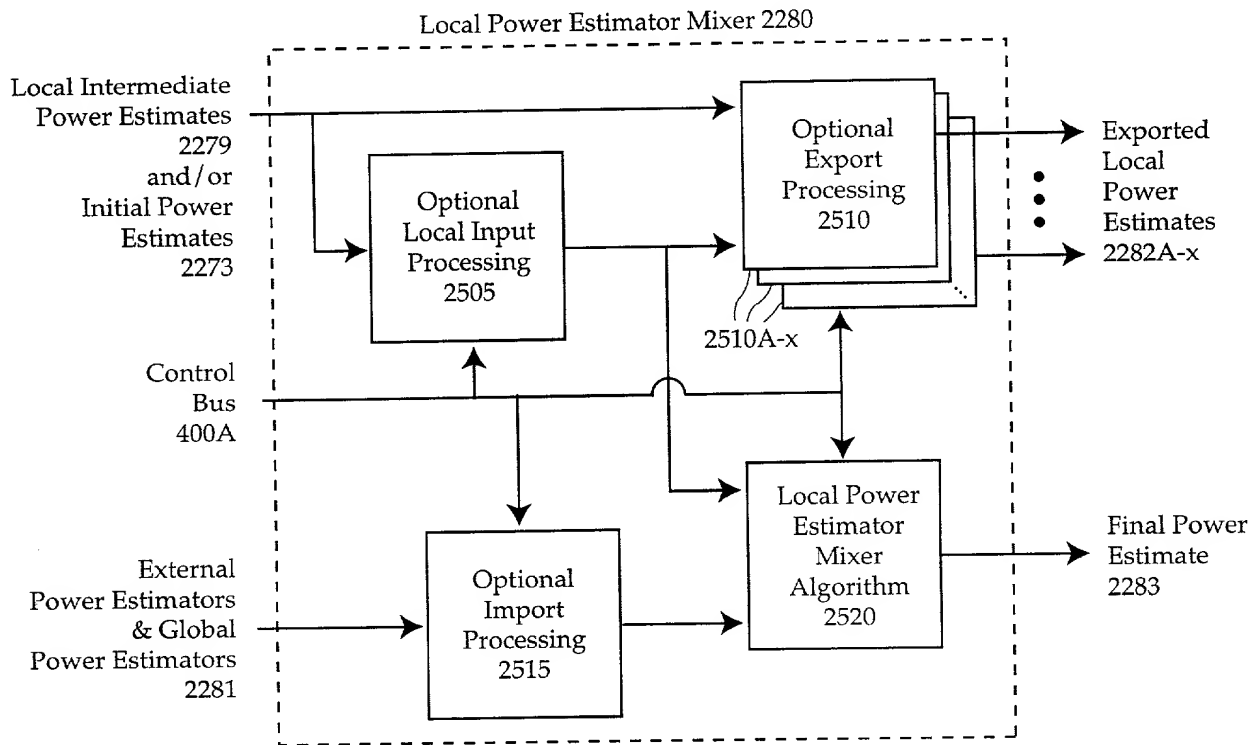 Local Power Estimator Mixer 2280
Local Intermediate
Power Estimates
2279
and/or
Initial Power
Estimates
2273
Optional
Local Input
Processing
2505
Optional
Export
Processing
2510
Exported
Local
Power
Estimates
2282A-x
2510A-x
Control
Bus
400A
External
Power Estimators
& Global
Power Estimators
2281
Optional
Import
Processing
2515
Local Power
Estimator
Mixer
Algorithm
2520
Final Power
Estimate
2283